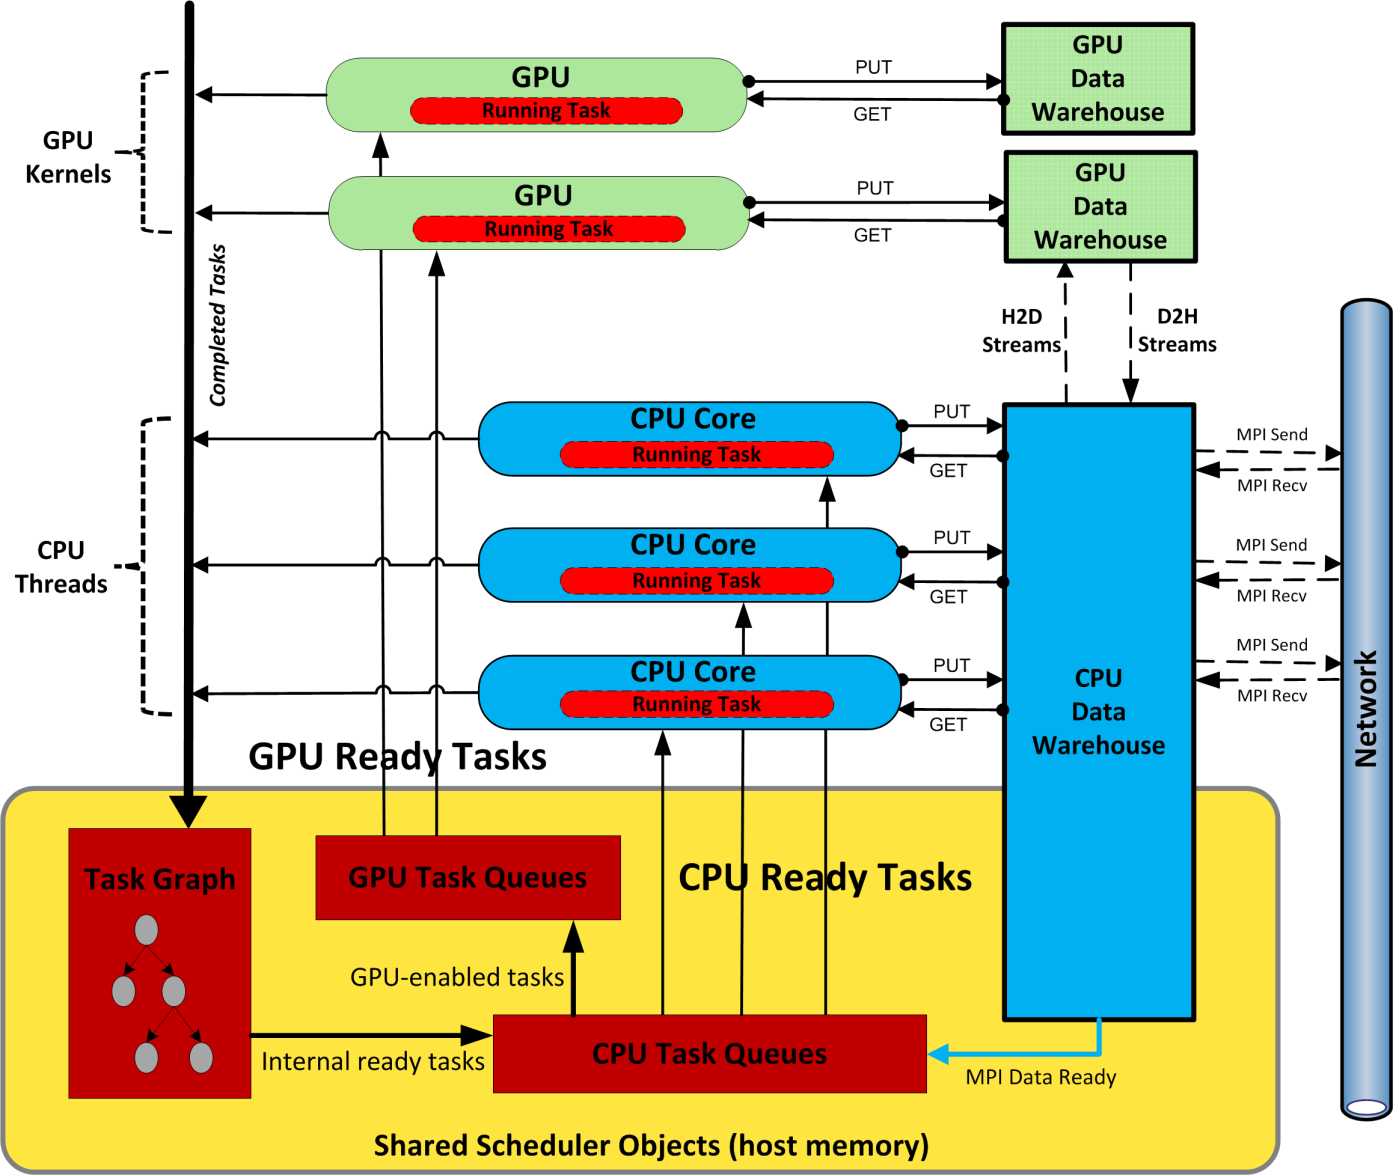 GPU
Running Task
PUT
GET
GPU
Data
Warehouse
GPU
Kernels
GPU
Running Task
PUT
GET
GPU
Data
Warehouse
Completed Tasks
H2D
Streams
D2H
Streams
CPU
Threads
CPU Core
Running Task
PUT
GET
MPI Send
MPI Recv
CPU Core
Running Task
PUT
GET
MPI Send
MPI Recv
CPU Core
Running Task
PUT
GET
MPI Send
MPI Recv
CPU
Data
Warehouse
Network
GPU Ready Tasks
Task Graph
GPU Task Queues
CPU Ready Tasks
GPU-enabled tasks
Internal ready tasks
CPU Task Queues
MPI Data Ready
Shared Scheduler Objects (host memory)